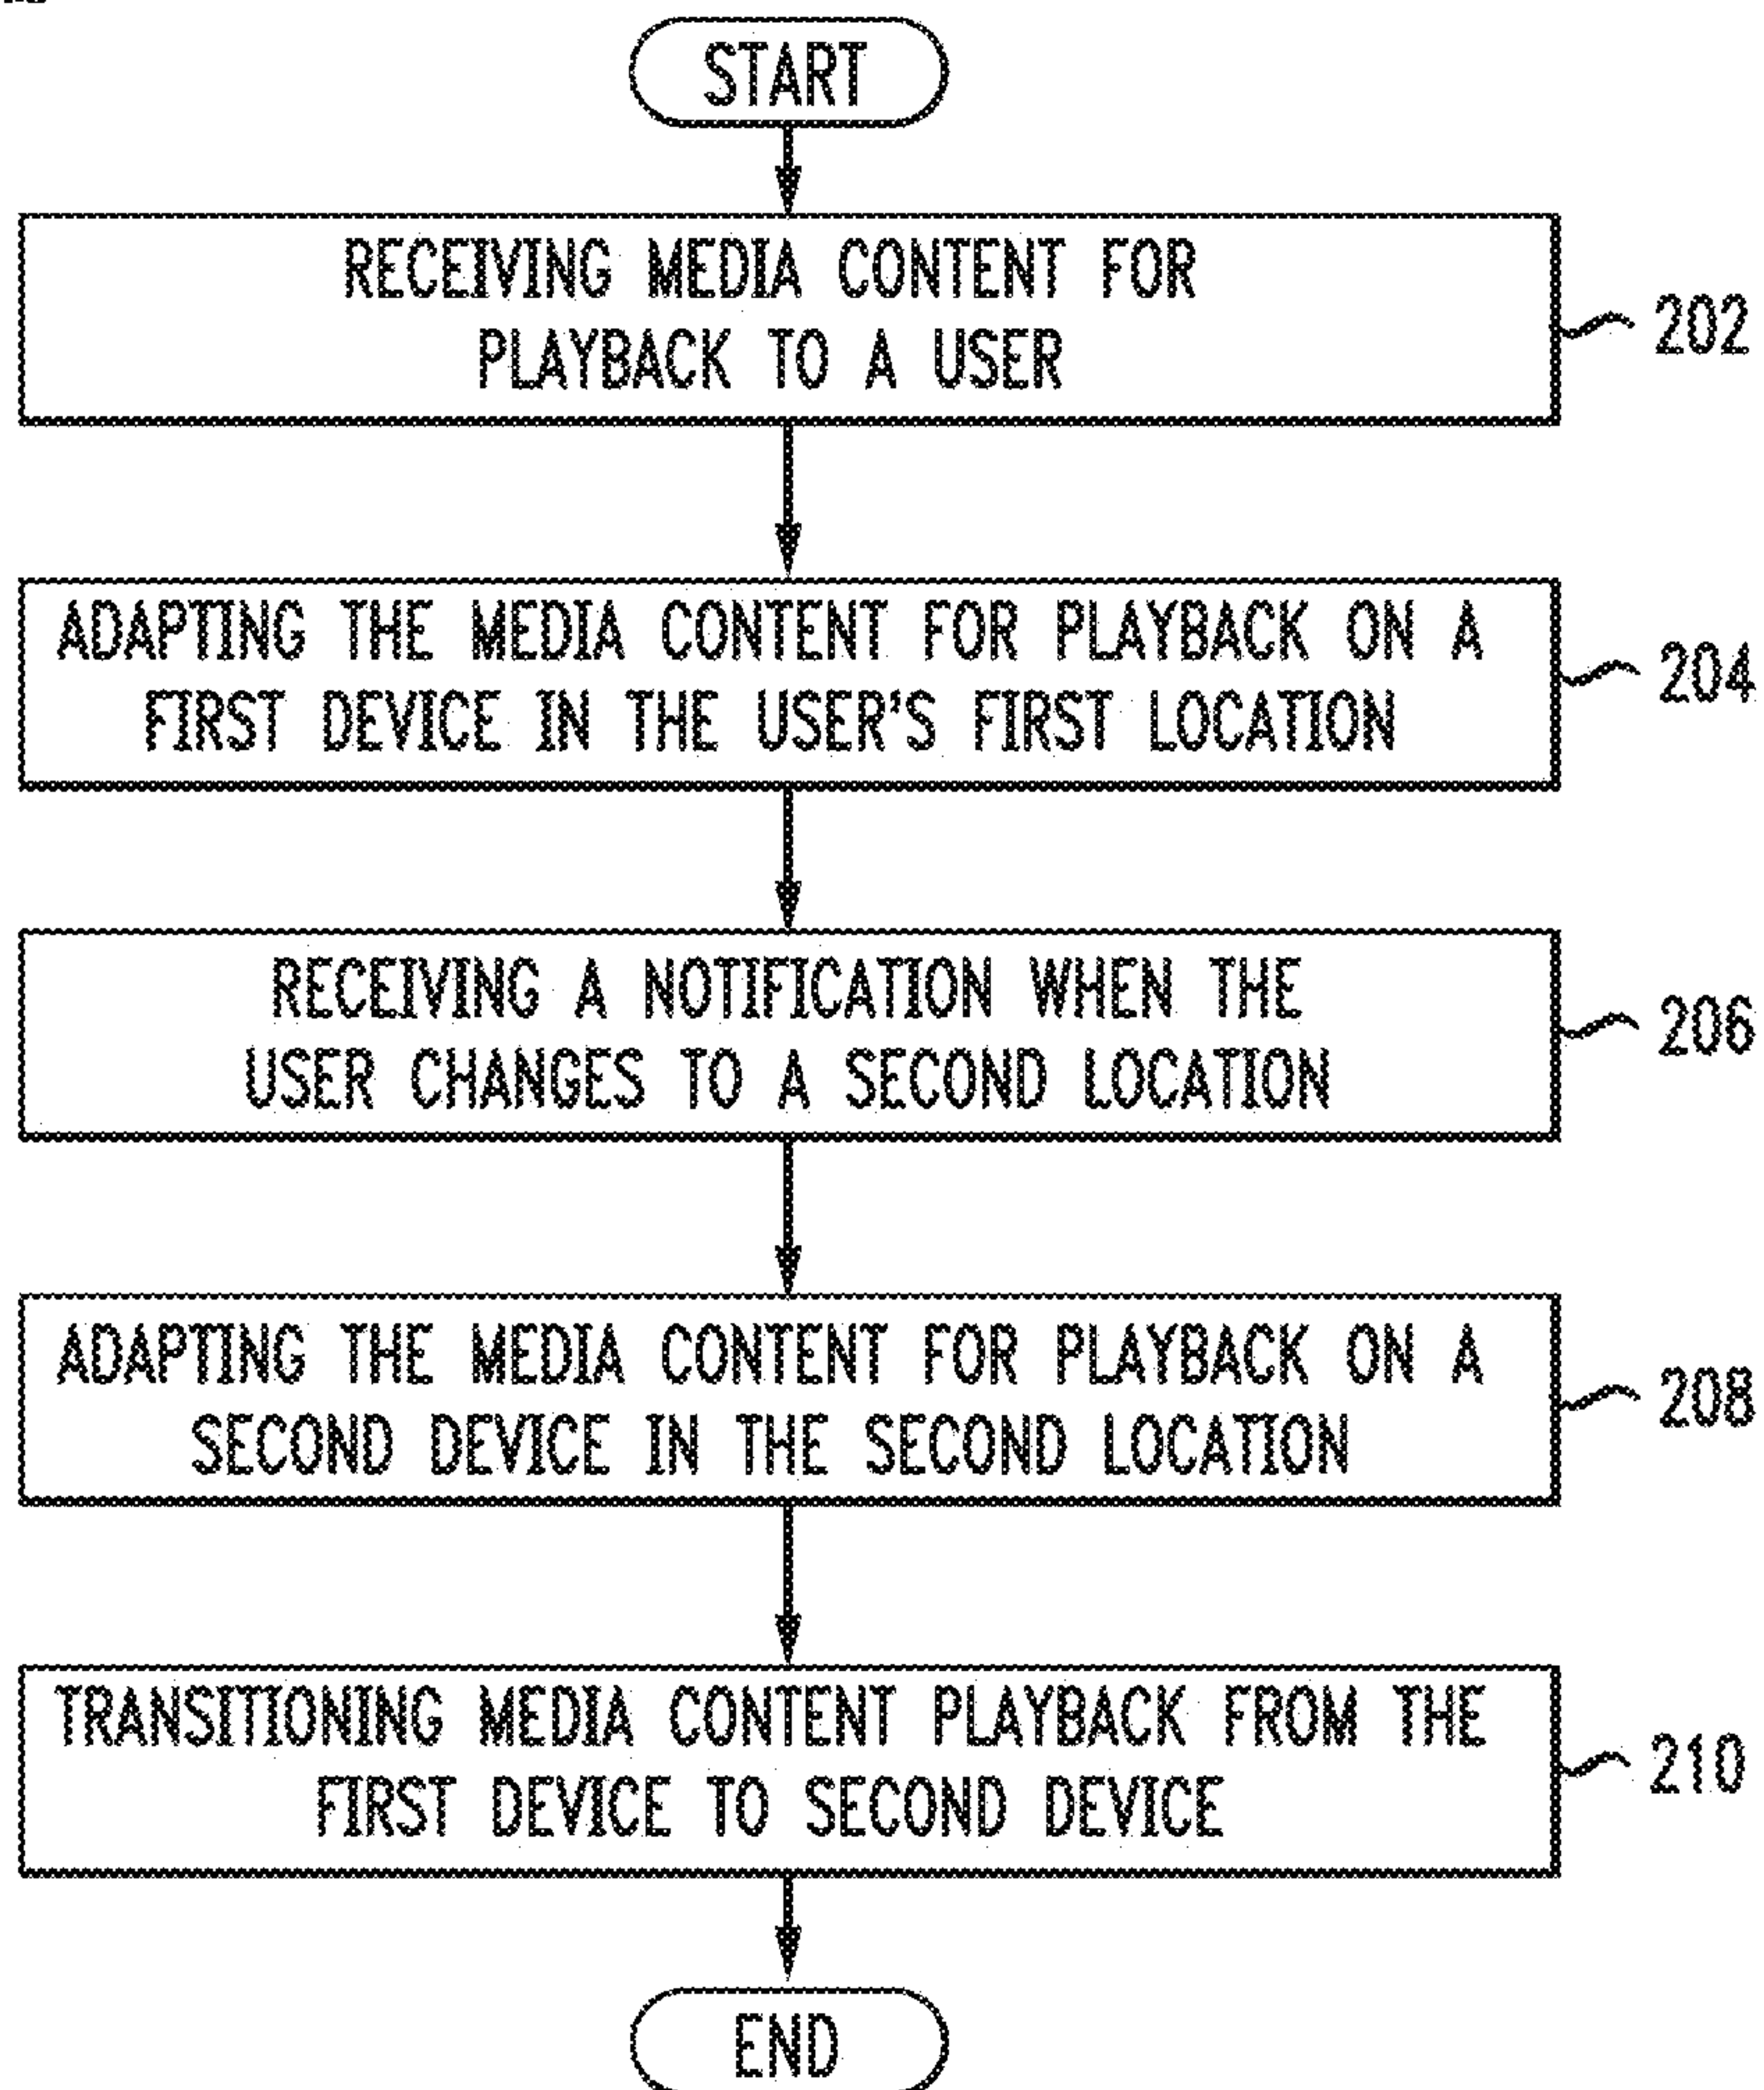 START
RECEIVING MEDIA CONTENT FOR
PLAYBACK TO A USER
202
ADAPTING THE MEDIA CONTENT FOR PLAYBACK ON A
FIRST DEVICE IN THE USER'S FIRST LOCATION
204
RECEIVING A NOTIFICATION WHEN THE
USER CHANGES TO A SECOND LOCATION
206
ADAPTING THE MEDIA CONTENT FOR PLAYBACK ON A
SECOND DEVICE IN THE SECOND LOCATION
208
TRANSITIONING MEDIA CONTENT PLAYBACK FROM THE
FIRST DEVICE TO SECOND DEVICE
210
END